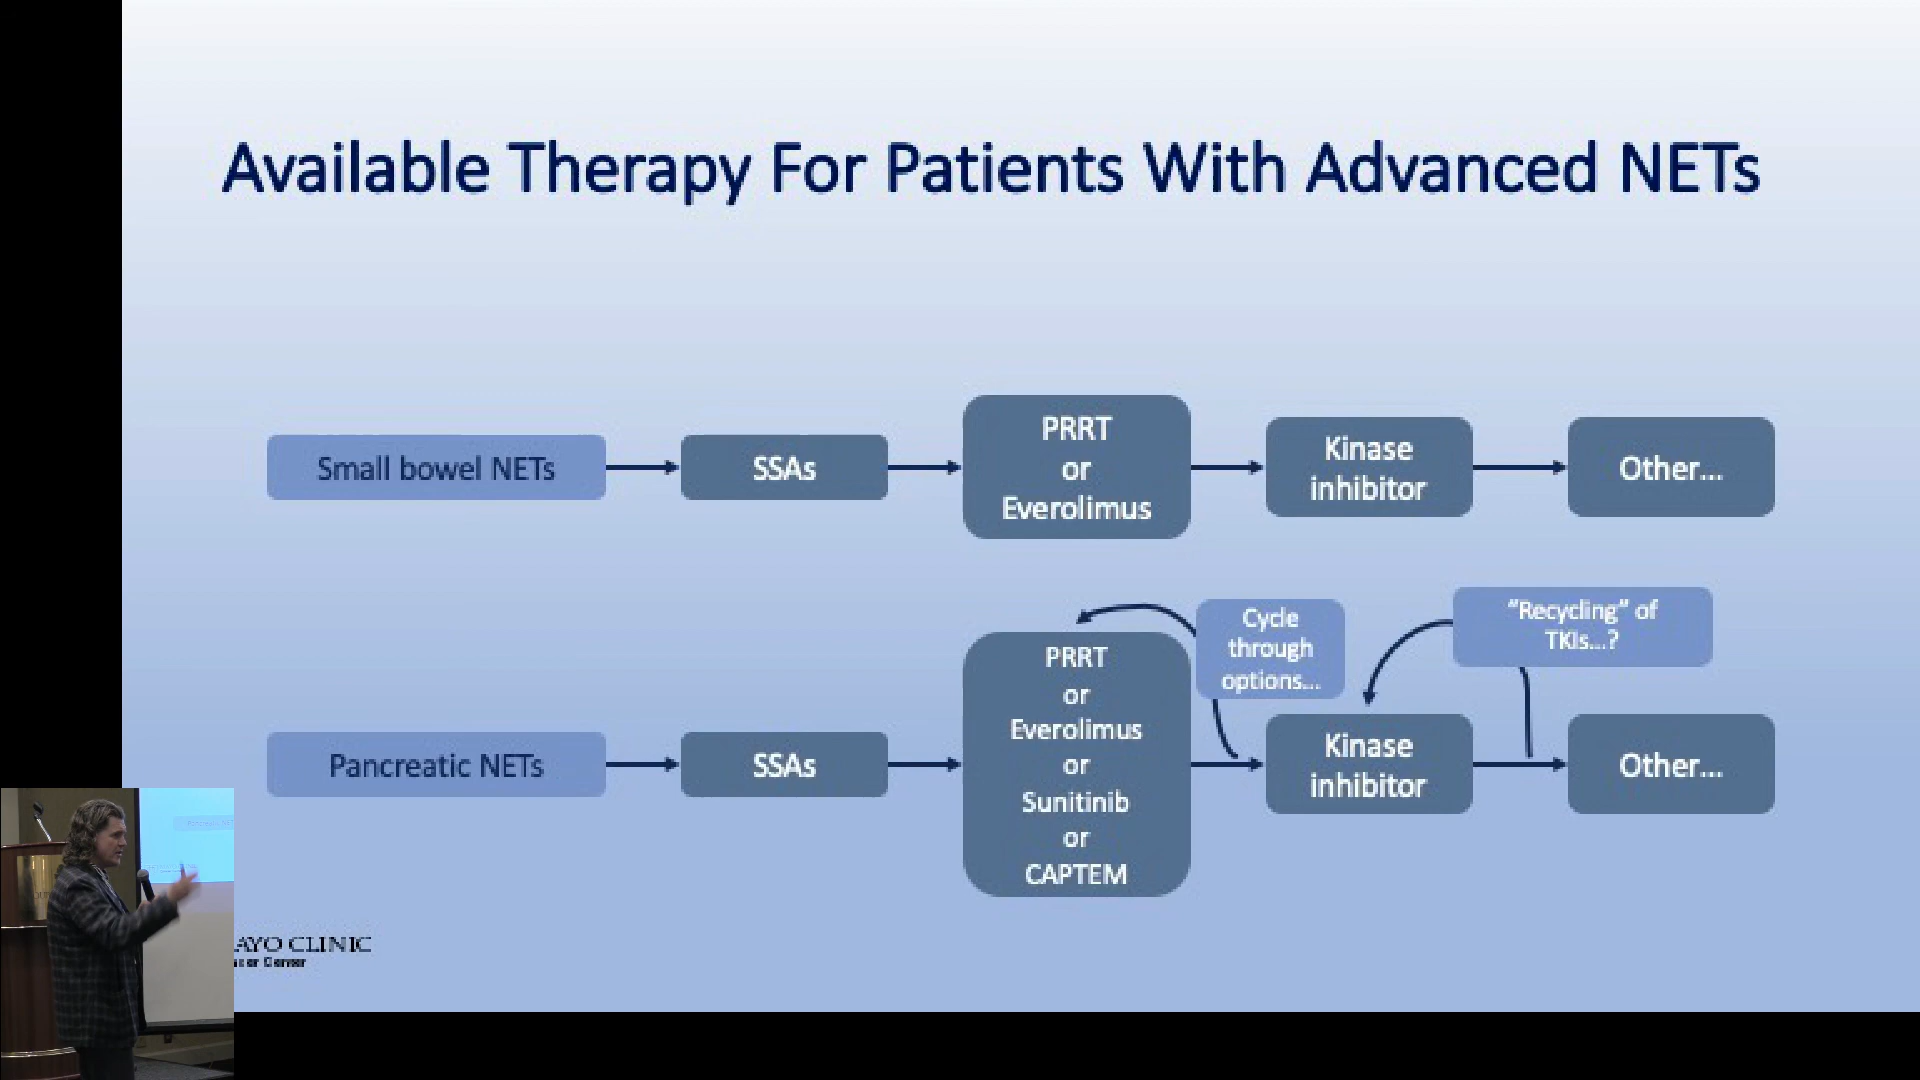 Available Therapy For Patients With Advanced NETs
Small bowel NETs
SSAs
PRRT
or
Everolimus
Kinase
inhibitor
Other...
Cycle
through
options...
"Recycling" of
TKIs...?
Pancreatic NETs
SSAs
PRRT
or
Everolimus
or
Sunitinib
or
CAPTEM
Kinase
inhibitor
Other...
AYO CLINIC